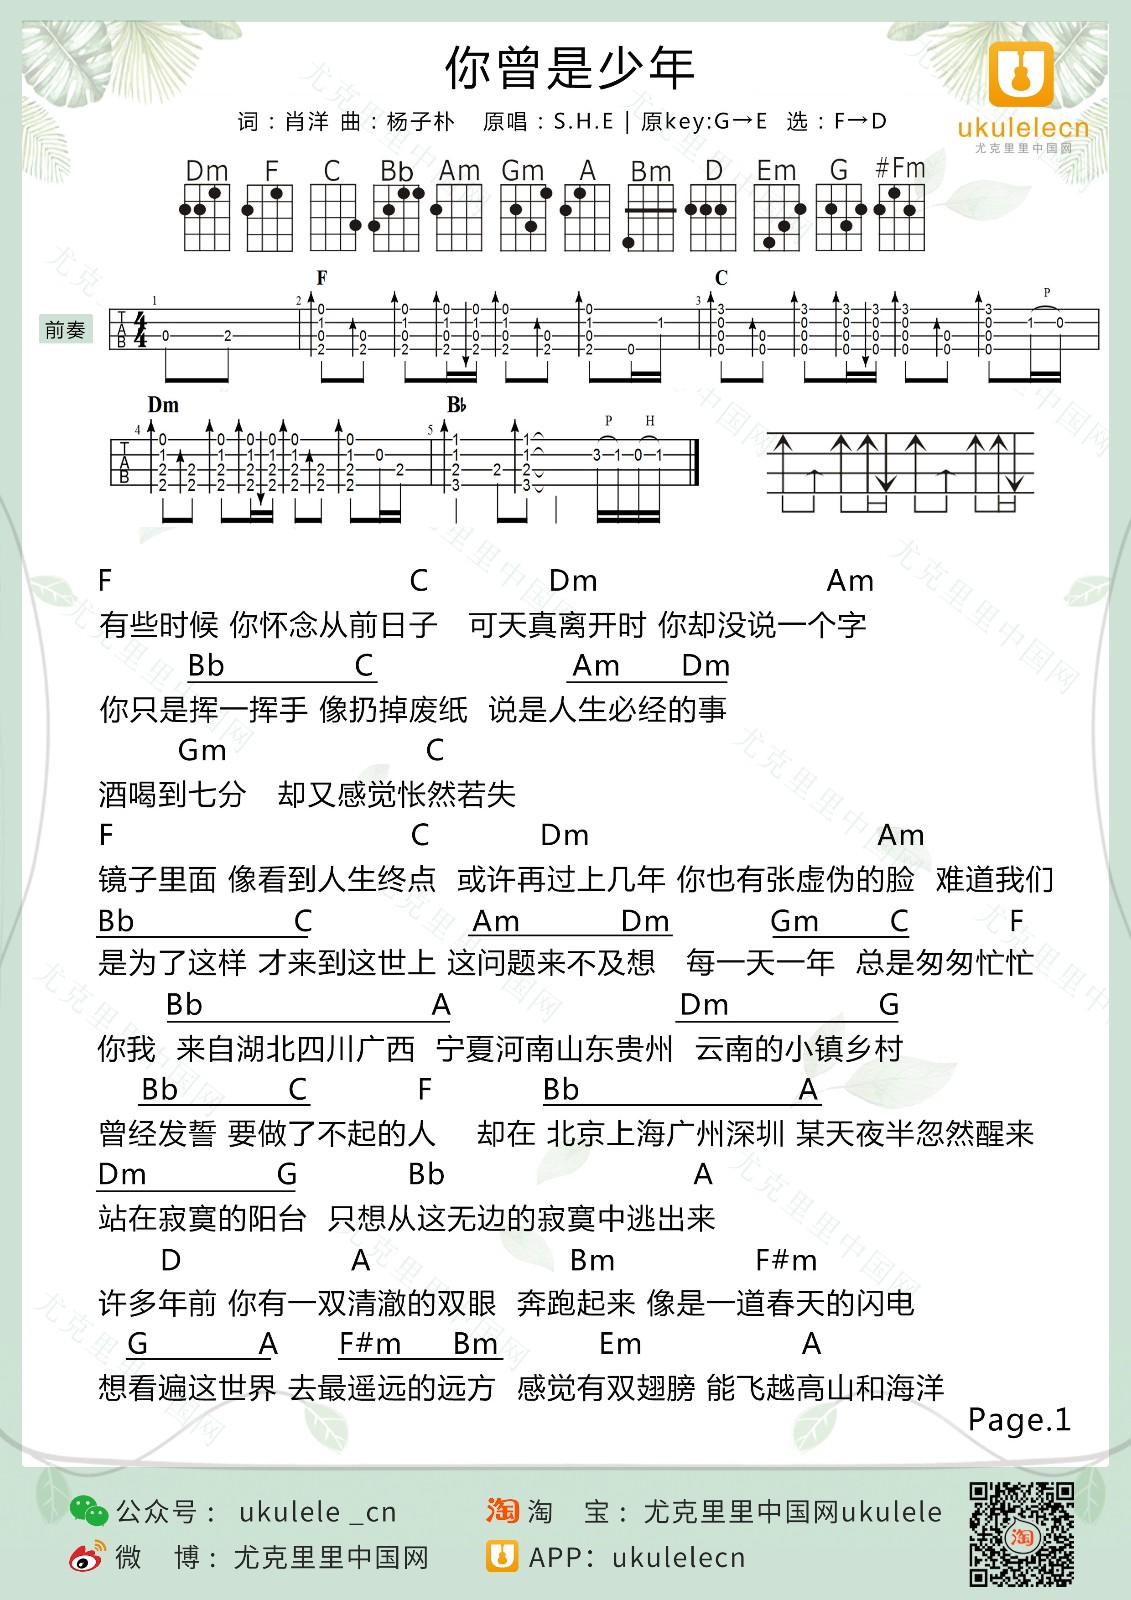 你曾是少年
词：肖洋 曲：杨子朴 原唱：S.H.E | 原key:G→E 选：F→D
ukulelecn
尤克里里中国网
Dm F C Bb Am Gm A Bm D Em G #Fm
F C
前奏
1 2 3 P
T A B 4 4 0 2
Dm B♭
4 5 P H
F C Dm Am
有些时候 你怀念从前日子 可天真离开时 你却没说一个字
Bb C Am Dm
你只是挥一挥手 像扔掉废纸 说是人生必经的事
Gm C
酒喝到七分 却又感觉怅然若失
F C Dm Am
镜子里面 像看到人生终点 或许再过上几年 你也有张虚伪的脸 难道我们
Bb C Am Dm Gm C F
是为了这样 才来到这世上 这问题来不及想 每一天一年 总是匆匆忙忙
Bb A Dm G
你我 来自湖北四川广西 宁夏河南山东贵州 云南的小镇乡村
Bb C F Bb A
曾经发誓 要做了不起的人 却在 北京上海广州深圳 某天夜半忽然醒来
Dm G Bb A
站在寂寞的阳台 只想从这无边的寂寞中逃出来
D A Bm F#m
许多年前 你有一双清澈的双眼 奔跑起来 像是一道春天的闪电
G A F#m Bm Em A
想看遍这世界 去最遥远的远方 感觉有双翅膀 能飞越高山和海洋
Page.1
公众号： ukulele _cn
淘 淘 宝：尤克里里中国网ukulele
微 博：尤克里里中国网
APP：ukulelecn
淘